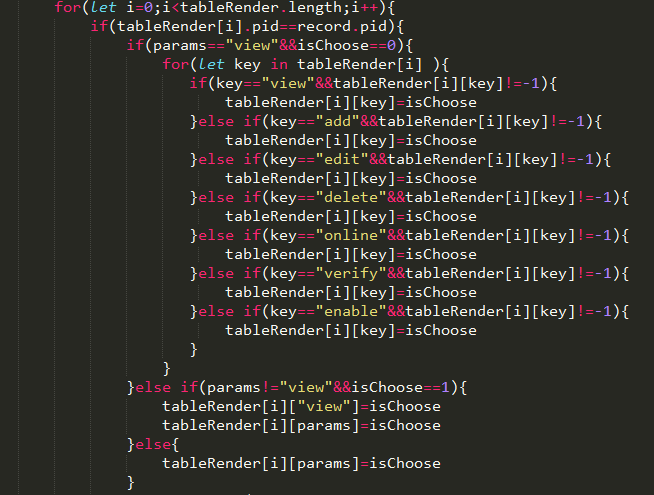 for(let i=0;i<tableRender.length;i++){
if(tableRender[i].pid==record.pid){
if(params=="view"&&isChoose==0){
for(let key in tableRender[i] ){
if(key=="view"&&tableRender[i][key]!=-1){
tableRender[i][key]=isChoose
}else if(key=="add"&&tableRender[i][key]!=-1){
tableRender[i][key]=isChoose
}else if(key=="edit"&&tableRender[i][key]!=-1){
tableRender[i][key]=isChoose
}else if(key=="delete"&&tableRender[i][key]!=-1){
tableRender[i][key]=isChoose
}else if(key=="online"&&tableRender[i][key]!=-1){
tableRender[i][key]=isChoose
}else if(key=="verify"&&tableRender[i][key]!=-1){
tableRender[i][key]=isChoose
}else if(key=="enable"&&tableRender[i][key]!=-1){
tableRender[i][key]=isChoose
}
}
}else if(params!="view"&&isChoose==1){
tableRender[i]["view"]=isChoose
tableRender[i][params]=isChoose
}else{
tableRender[i][params]=isChoose
}